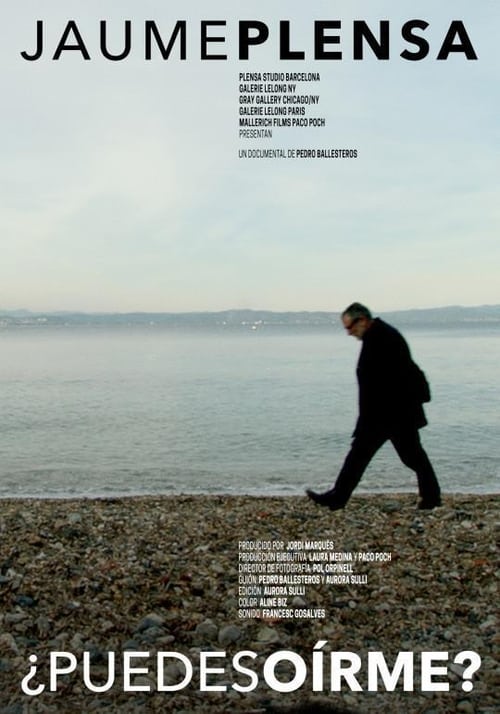 JAUMEPLENSA
PLENSA STUDIO BARCELONA
GALERIE LELONG NY
GRAY GALLERY CHICAGO/NY
GALERIE LELONG PARIS
MALLERICH FILMS PACO POCH
PRESENTAN
UN DOCUMENTAL DE PEDRO BALLESTEROS
PRODUCIDO POR JORDI MARQUÈS
PRODUCCIÓN EJECUTIVA LAURA MEDINA Y PACO POCH
DIRECTOR DE FOTOGRAFÍA POL ORPINELL
GUIÓN PEDRO BALLESTEROS Y AURORA SULLI
EDICIÓN AURORA SULLI
COLOR ALINE BIZ
SONIDO FRANCESC GOSALVES
¿PUEDESOÍRME?